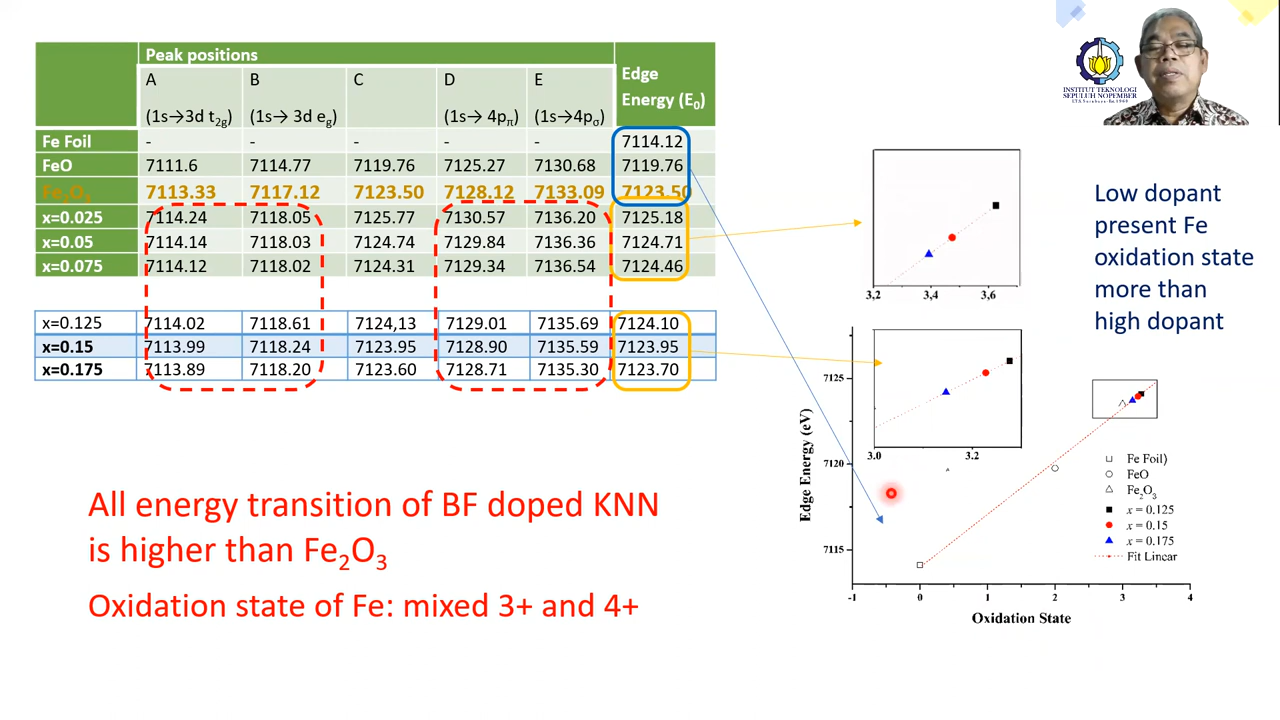 INSTITUT TEKNOLOGI
SEPULUH NOPEMBER
Peak positions
Edge Energy (E0)
A (1s→3d t2g)
B (1s→ 3d eg)
C
D (1s→ 4pπ)
E (1s→4pσ)
Fe Foil - - - - - 7114.12
FeO 7111.6 7114.77 7119.76 7125.27 7130.68 7119.76
Fe2O3 7113.33 7117.12 7123.50 7128.12 7133.09 7123.50
x=0.025 7114.24 7118.05 7125.77 7130.57 7136.20 7125.18
x=0.05 7114.14 7118.03 7124.74 7129.84 7136.36 7124.71
x=0.075 7114.12 7118.02 7124.31 7129.34 7136.54 7124.46
x=0.125 7114.02 7118.61 7124,13 7129.01 7135.69 7124.10
x=0.15 7113.99 7118.24 7123.95 7128.90 7135.59 7123.95
x=0.175 7113.89 7118.20 7123.60 7128.71 7135.30 7123.70
All energy transition of BF doped KNN
is higher than Fe2O3
Oxidation state of Fe: mixed 3+ and 4+
3,2 3,4 3,6
3.0 3.2
Edge Energy (eV)
7125
7120
7115
-1 0 1 2 3 4
Oxidation State
Fe Foil)
FeO
Fe2O3
x = 0.125
x = 0.15
x = 0.175
Fit Linear
Low dopant
present Fe
oxidation state
more than
high dopant